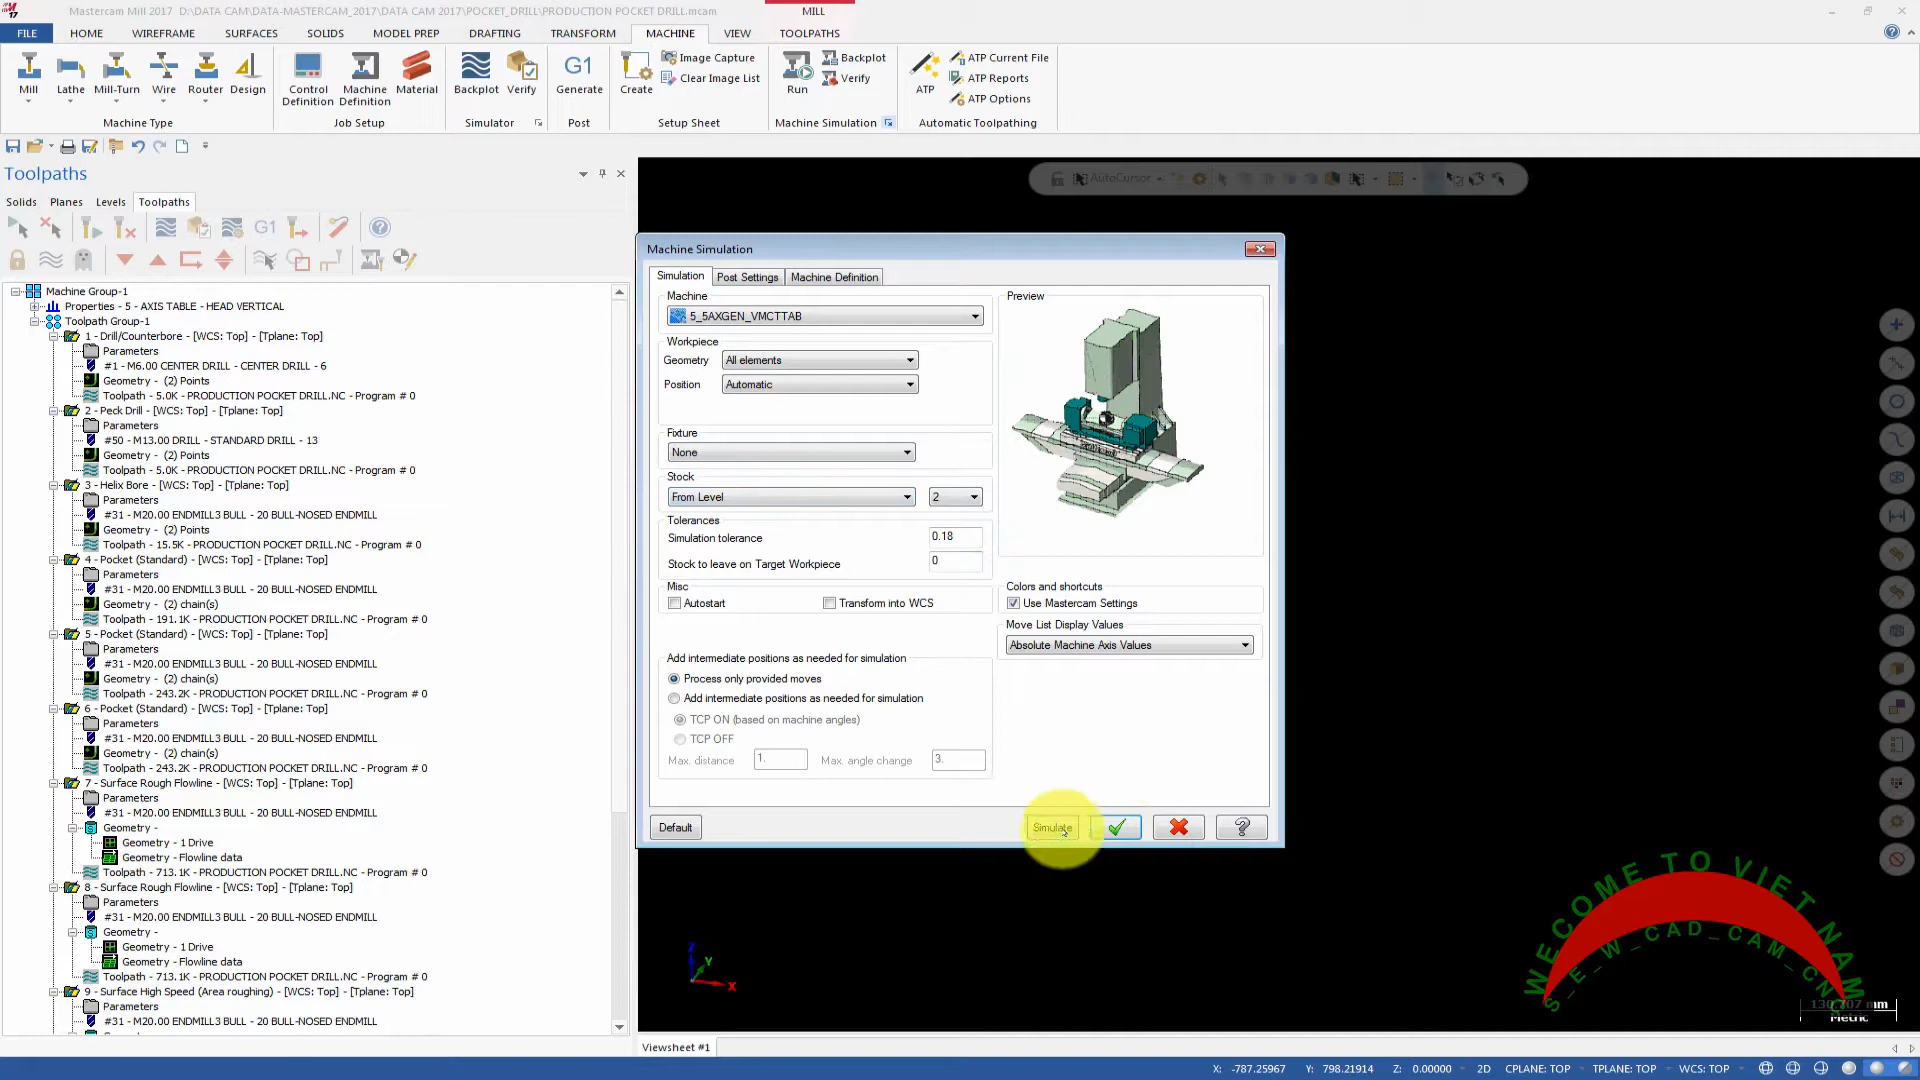 Mastercam Mill 2017  D:\DATA CAM\DATA-MASTERCAM_2017\DATA CAM 2017\POCKET_DRILL\PRODUCTION POCKET DRILL.mcam
MILL
FILE HOME WIREFRAME SURFACES SOLIDS MODEL PREP DRAFTING TRANSFORM MACHINE VIEW TOOLPATHS
Mill Lathe Mill-Turn Wire Router Design
Control Definition Machine Definition Material
Backplot Verify
G1
Generate
Create
Image Capture
Clear Image List
Run
Backplot
Verify
ATP
ATP Current File
ATP Reports
ATP Options
Machine Type Job Setup Simulator Post Setup Sheet Machine Simulation Automatic Toolpathing
Toolpaths
Solids Planes Levels Toolpaths
G1
Machine Group-1
Properties - 5 - AXIS TABLE - HEAD VERTICAL
Toolpath Group-1
1 - Drill/Counterbore - [WCS: Top] - [Tplane: Top]
Parameters
#1 - M6.00 CENTER DRILL - CENTER DRILL - 6
Geometry - (2) Points
Toolpath - 5.0K - PRODUCTION POCKET DRILL.NC - Program # 0
2 - Peck Drill - [WCS: Top] - [Tplane: Top]
Parameters
#50 - M13.00 DRILL - STANDARD DRILL - 13
Geometry - (2) Points
Toolpath - 5.0K - PRODUCTION POCKET DRILL.NC - Program # 0
3 - Helix Bore - [WCS: Top] - [Tplane: Top]
Parameters
#31 - M20.00 ENDMILL3 BULL - 20 BULL-NOSED ENDMILL
Geometry - (2) Points
Toolpath - 15.5K - PRODUCTION POCKET DRILL.NC - Program # 0
4 - Pocket (Standard) - [WCS: Top] - [Tplane: Top]
Parameters
#31 - M20.00 ENDMILL3 BULL - 20 BULL-NOSED ENDMILL
Geometry - (2) chain(s)
Toolpath - 191.1K - PRODUCTION POCKET DRILL.NC - Program # 0
5 - Pocket (Standard) - [WCS: Top] - [Tplane: Top]
Parameters
#31 - M20.00 ENDMILL3 BULL - 20 BULL-NOSED ENDMILL
Geometry - (2) chain(s)
Toolpath - 243.2K - PRODUCTION POCKET DRILL.NC - Program # 0
6 - Pocket (Standard) - [WCS: Top] - [Tplane: Top]
Parameters
#31 - M20.00 ENDMILL3 BULL - 20 BULL-NOSED ENDMILL
Geometry - (2) chain(s)
Toolpath - 243.2K - PRODUCTION POCKET DRILL.NC - Program # 0
7 - Surface Rough Flowline - [WCS: Top] - [Tplane: Top]
Parameters
#31 - M20.00 ENDMILL3 BULL - 20 BULL-NOSED ENDMILL
Geometry -
Geometry - 1 Drive
Geometry - Flowline data
Toolpath - 713.1K - PRODUCTION POCKET DRILL.NC - Program # 0
8 - Surface Rough Flowline - [WCS: Top] - [Tplane: Top]
Parameters
#31 - M20.00 ENDMILL3 BULL - 20 BULL-NOSED ENDMILL
Geometry -
Geometry - 1 Drive
Geometry - Flowline data
Toolpath - 713.1K - PRODUCTION POCKET DRILL.NC - Program # 0
9 - Surface High Speed (Area roughing) - [WCS: Top] - [Tplane: Top]
Parameters
#31 - M20.00 ENDMILL3 BULL - 20 BULL-NOSED ENDMILL
AutoCursor
Machine Simulation
Simulation Post Settings Machine Definition
Machine
5_5AXGEN_VMCTTAB
Workpiece
Geometry All elements
Position Automatic
Fixture
None
Stock
From Level 2
Tolerances
Simulation tolerance 0.18
Stock to leave on Target Workpiece 0
Misc
Autostart Transform into WCS
Add intermediate positions as needed for simulation
Process only provided moves
Add intermediate positions as needed for simulation
TCP ON (based on machine angles)
TCP OFF
Max. distance 1. Max. angle change 3.
Preview
Colors and shortcuts
Use Mastercam Settings
Move List Display Values
Absolute Machine Axis Values
Default Simulate
Z
Y
X
WECOME TO VIET NAM
S_E_W_CAD_CAM_CNC
130.707 mm
Metric
Viewsheet #1
X: -787.25967 Y: 798.21914 Z: 0.00000 2D CPLANE: TOP TPLANE: TOP WCS: TOP